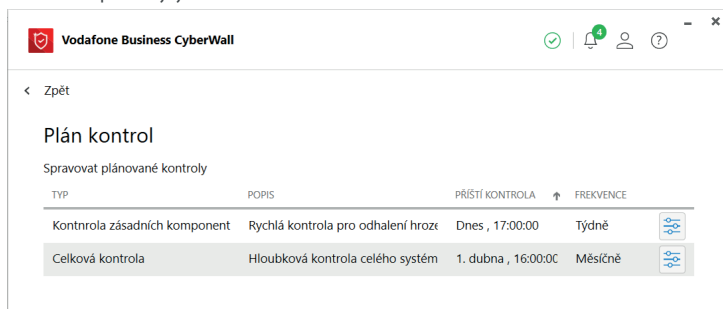 Vodafone Business CyberWall
4
Zpět
Plán kontrol
Spravovat plánované kontroly
TYP POPIS PŘÍŠTÍ KONTROLA FREKVENCE
Kontnrola zásadních komponent Rychlá kontrola pro odhalení hroze Dnes , 17:00:00 Týdně
Celková kontrola Hloubková kontrola celého systém 1. dubna , 16:00:00 Měsíčně